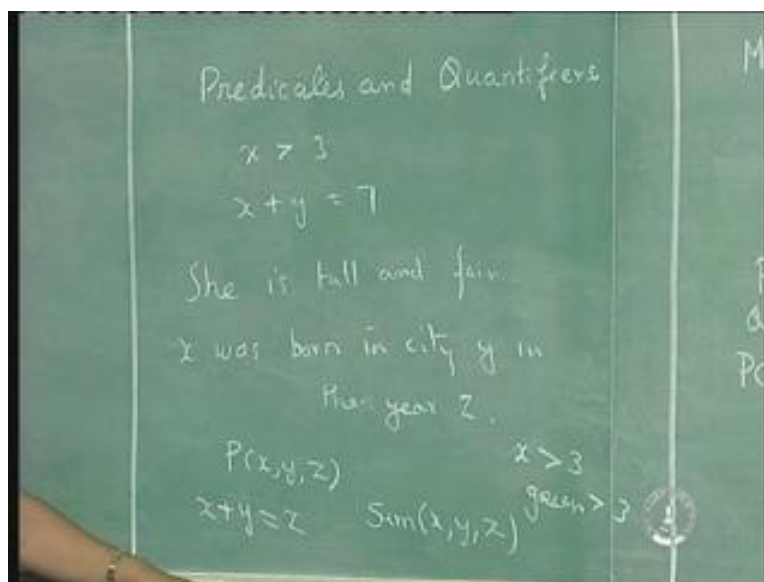 Predicates and Quantifiers
x > 3
x + y = 7
She is tall and fair.
x was born in city y in
the year z.
P(x,y,z)
x > 3
x+y=z
Sum(x,y,z)
green > 3
M
P
Q
PC